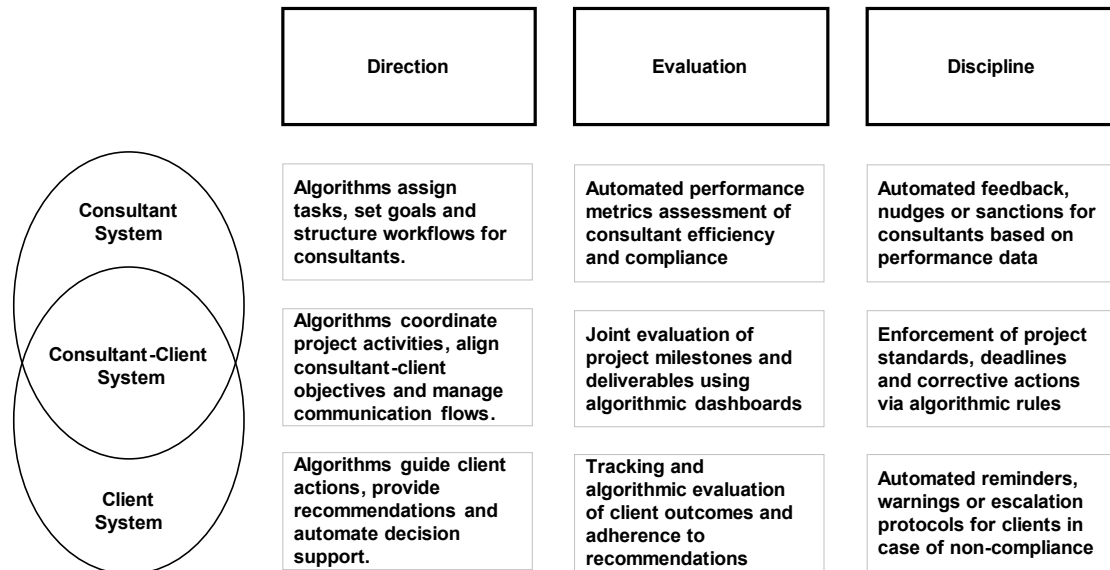 Direction
Evaluation
Discipline
Consultant
System
Algorithms assign
tasks, set goals and
structure workflows for
consultants.
Automated performance
metrics assessment of
consultant efficiency
and compliance
Automated feedback,
nudges or sanctions for
consultants based on
performance data
Consultant-Client
System
Algorithms coordinate
project activities, align
consultant-client
objectives and manage
communication flows.
Joint evaluation of
project milestones and
deliverables using
algorithmic dashboards
Enforcement of project
standards, deadlines
and corrective actions
via algorithmic rules
Client
System
Algorithms guide client
actions, provide
recommendations and
automate decision
support.
Tracking and
algorithmic evaluation
of client outcomes and
adherence to
recommendations
Automated reminders,
warnings or escalation
protocols for clients in
case of non-compliance